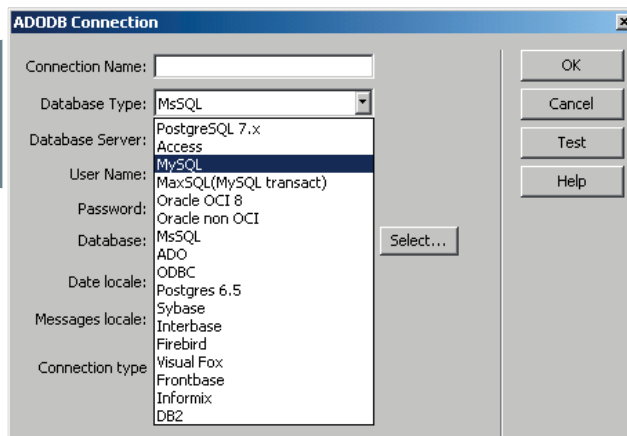 ADODB Connection
Connection Name:
Database Type: MsSQL
Database Server:
User Name:
Password:
Database:
Date locale:
Messages locale:
Connection type
PostgreSQL 7.x
Access
MySQL
MaxSQL(MySQL transact)
Oracle OCI 8
Oracle non OCI
MsSQL
ADO
ODBC
Postgres 6.5
Sybase
Interbase
Firebird
Visual Fox
Frontbase
Informix
DB2
Select...
OK
Cancel
Test
Help